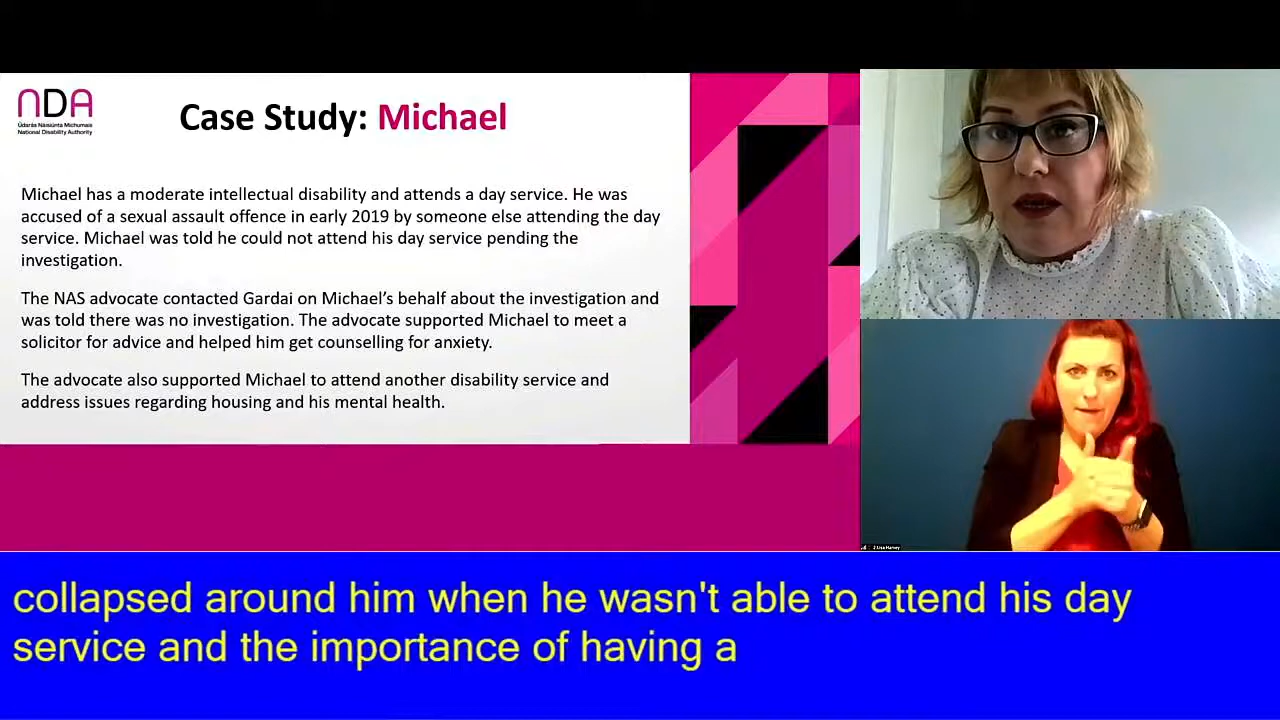 NDA
Údarás Náisiúnta Míchumais
National Disability Authority
Case Study: Michael
Michael has a moderate intellectual disability and attends a day service. He was
accused of a sexual assault offence in early 2019 by someone else attending the day
service. Michael was told he could not attend his day service pending the
investigation.
The NAS advocate contacted Gardai on Michael's behalf about the investigation and
was told there was no investigation. The advocate supported Michael to meet a
solicitor for advice and helped him get counselling for anxiety.
The advocate also supported Michael to attend another disability service and
address issues regarding housing and his mental health.
collapsed around him when he wasn't able to attend his day
service and the importance of having a